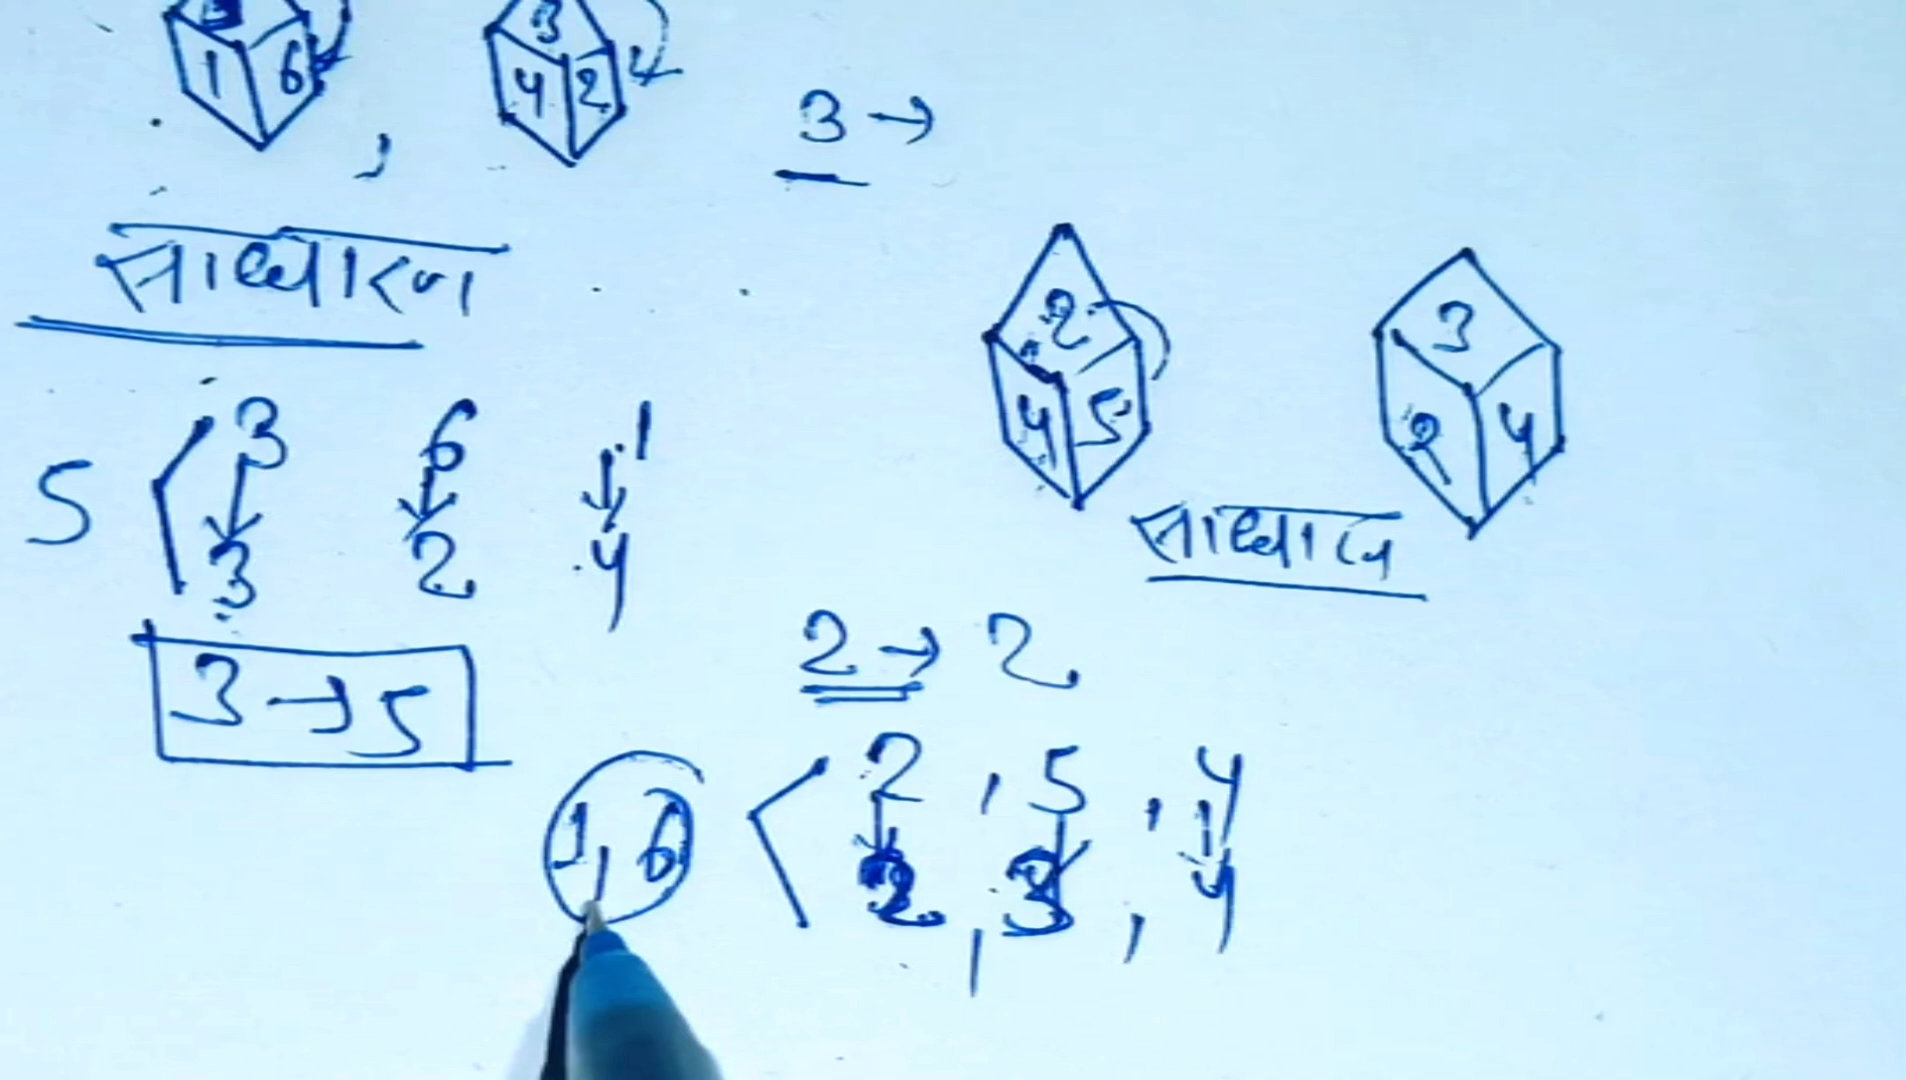 3
1 6 , 4 2
3 →
साधारण
2
4 5
3
2 4
साधारण
5 3 6 1
3 2 4
3 → 5
2 → 2
1, 6 2 , 5 , 4
2 , 3 , 4